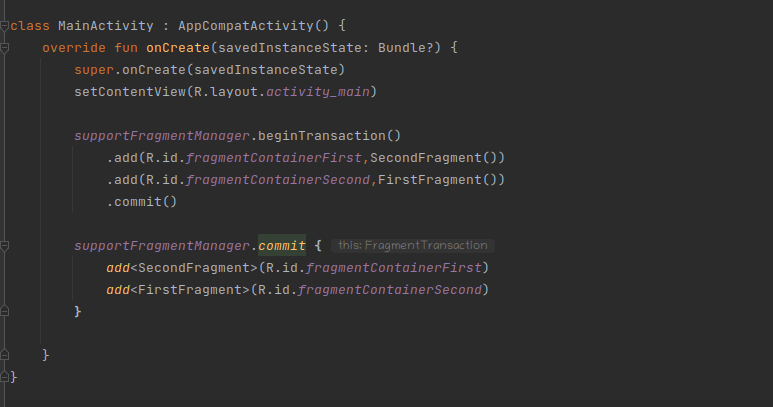 class MainActivity : AppCompatActivity() {
override fun onCreate(savedInstanceState: Bundle?) {
super.onCreate(savedInstanceState)
setContentView(R.layout.activity_main)
supportFragmentManager.beginTransaction()
.add(R.id.fragmentContainerFirst,SecondFragment())
.add(R.id.fragmentContainerSecond,FirstFragment())
.commit()
supportFragmentManager.commit { this: FragmentTransaction
add<SecondFragment>(R.id.fragmentContainerFirst)
add<FirstFragment>(R.id.fragmentContainerSecond)
}
}
}